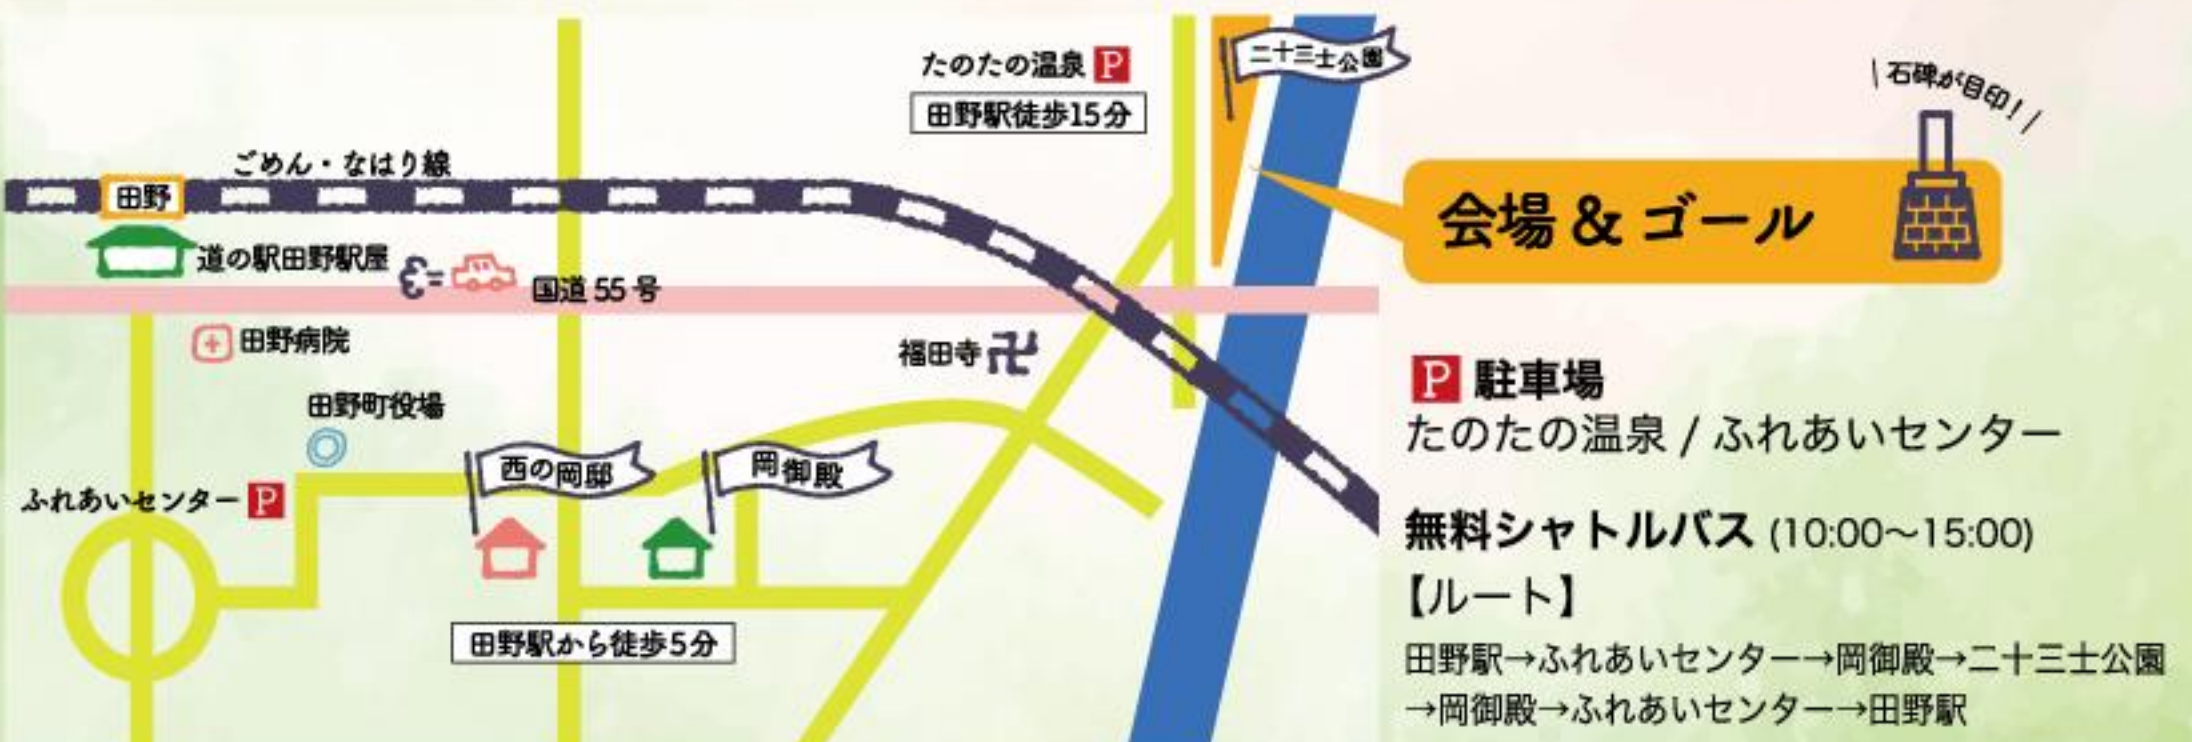 たのたの温泉 P
田野駅徒歩15分
二十三士公園
石碑が目印!
ごめん・なはり線
田野
会場 & ゴール
道の駅田野駅屋
国道 55 号
田野病院
福田寺
田野町役場
西の岡邸
岡御殿
ふれあいセンター P
田野駅から徒歩5分
P 駐車場
たのたの温泉 / ふれあいセンター
無料シャトルバス (10:00〜15:00)
【ルート】
田野駅→ふれあいセンター→岡御殿→二十三士公園
→岡御殿→ふれあいセンター→田野駅